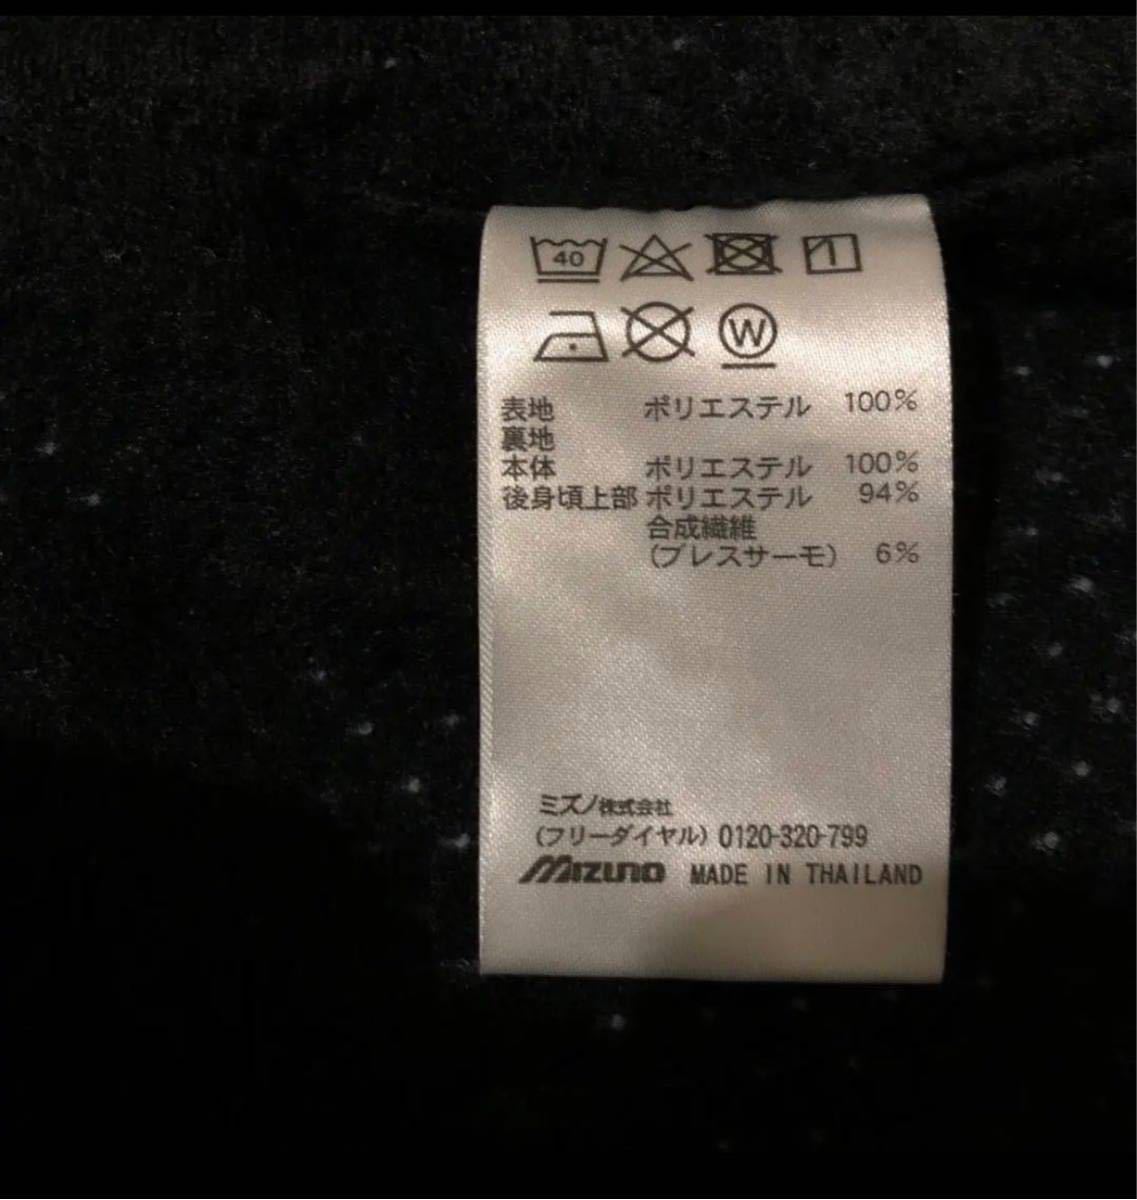 40
W
表地 ポリエステル 100%
裏地
本体 ポリエステル 100%
後身頃上部 ポリエステル 94%
合成繊維
(ブレスサーモ) 6%
ミズノ株式会社
(フリーダイヤル) 0120-320-799
MIZUNO MADE IN THAILAND